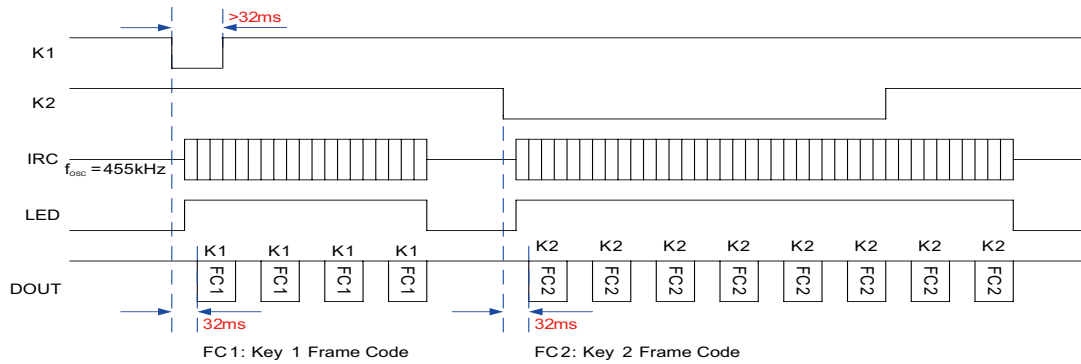 >32ms
K1
K2
IRC
fosc =455kHz
LED
K1 K1 K1 K1 K2 K2 K2 K2 K2 K2 K2 K2
FC1 FC1 FC1 FC1 FC2 FC2 FC2 FC2 FC2 FC2 FC2 FC2
DOUT
32ms 32ms
FC1: Key 1 Frame Code FC2: Key 2 Frame Code